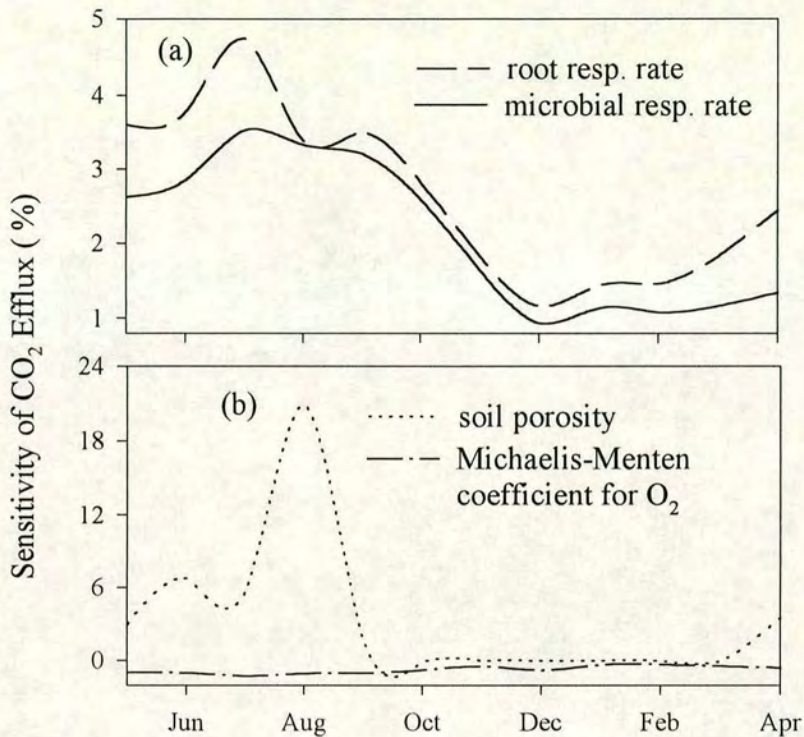 Sensitivity of CO₂ Efflux ( %)
5
4
3
2
1
(a)
root resp. rate
microbial resp. rate
24
18
12
6
0
(b)
soil porosity
Michaelis-Menten
coefficient for O₂
Jun Aug Oct Dec Feb Apr